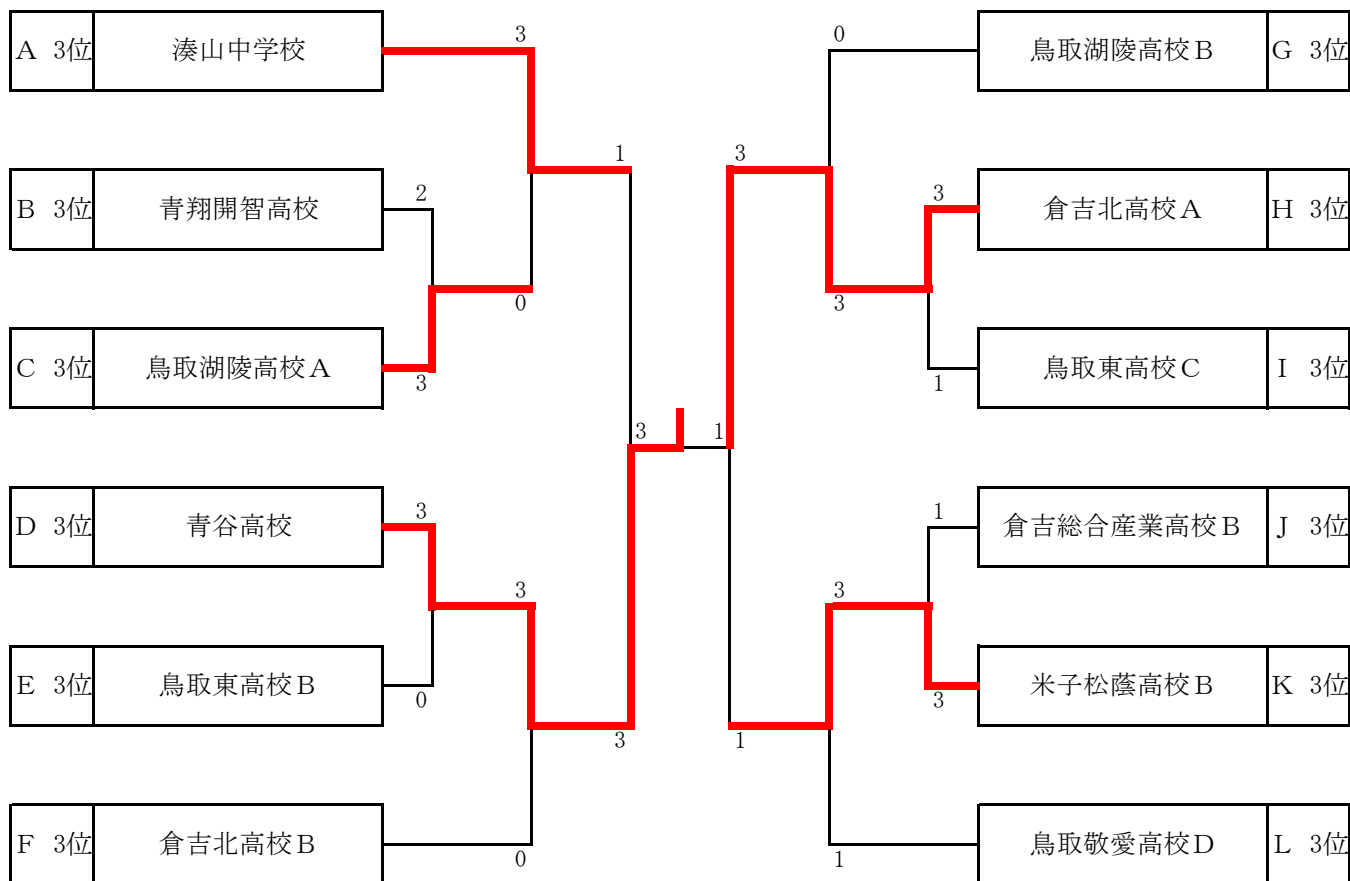 A 3位 湊山中学校
B 3位 青翔開智高校
C 3位 鳥取湖陵高校A
D 3位 青谷高校
E 3位 鳥取東高校B
F 3位 倉吉北高校B
3
2
3
0
1
3
0
3
0
3
3
1
0
3
3
3
1
1
3
1
3
1
鳥取湖陵高校B G 3位
倉吉北高校A H 3位
鳥取東高校C I 3位
倉吉総合産業高校B J 3位
米子松蔭高校B K 3位
鳥取敬愛高校D L 3位